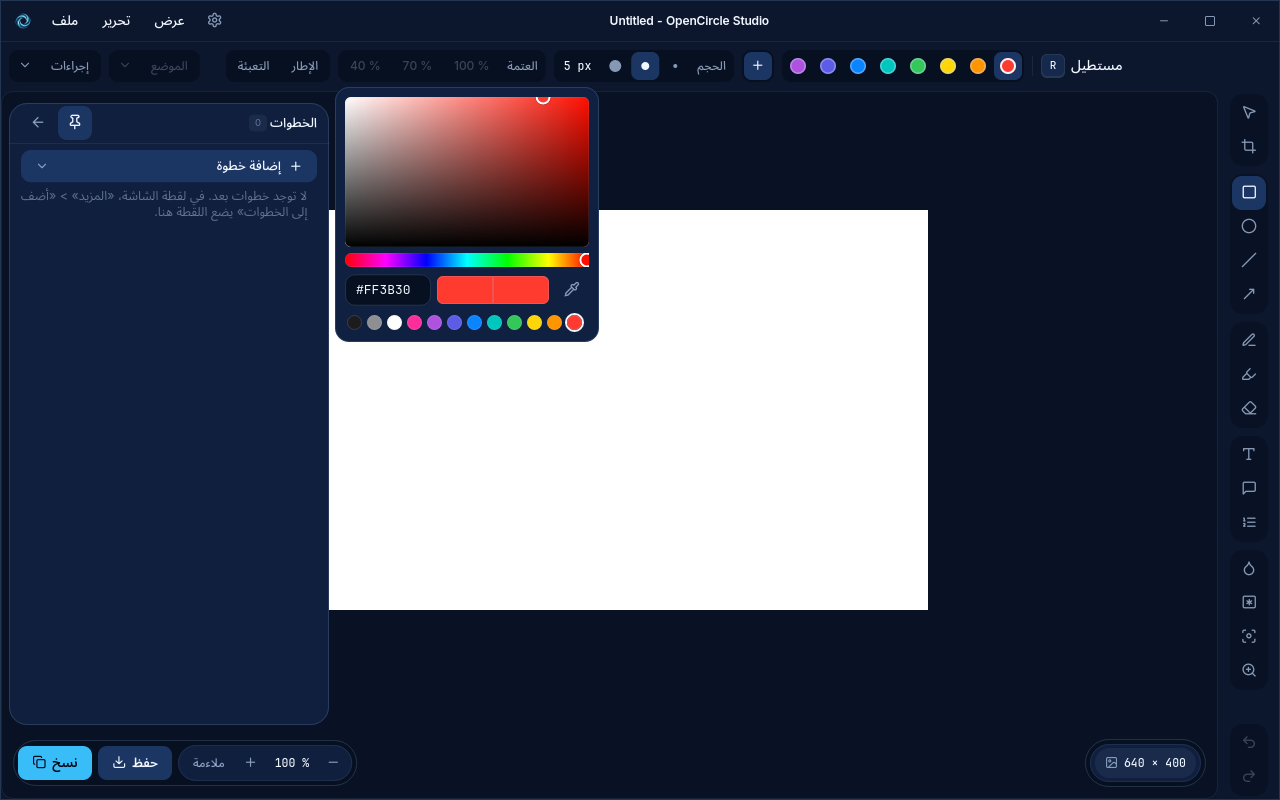 ملف
تحرير
عرض
Untitled - OpenCircle Studio
مستطيل
R
الحجم
5 px
العتمة
100 %
70 %
40 %
الإطار
التعبئة
الموضع
إجراءات
الخطوات
0
إضافة خطوة
لا توجد خطوات بعد. في لقطة الشاشة، «المزيد» > «أضف
إلى الخطوات» يضع اللقطة هنا.
#FF3B30
640 × 400
100 %
ملاءمة
حفظ
نسخ